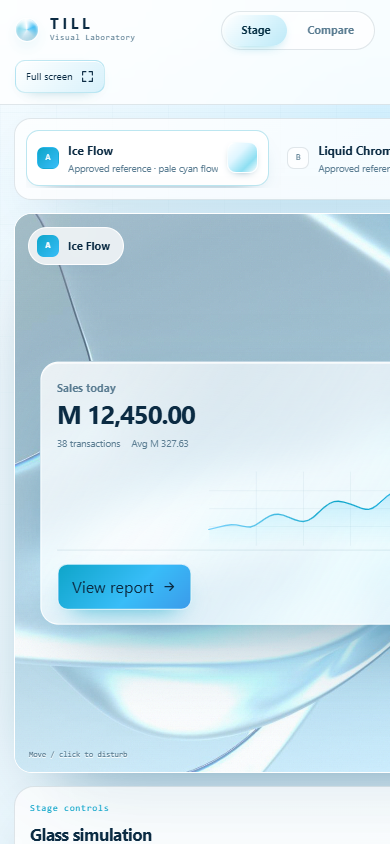 TILL
Visual Laboratory
Stage
Compare
Full screen
A
Ice Flow
Approved reference · pale cyan flow
B
Liquid Chrom
Approved referen
A
Ice Flow
Sales today
M 12,450.00
38 transactions Avg M 327.63
View report →
Move / click to disturb
Stage controls
Glass simulation